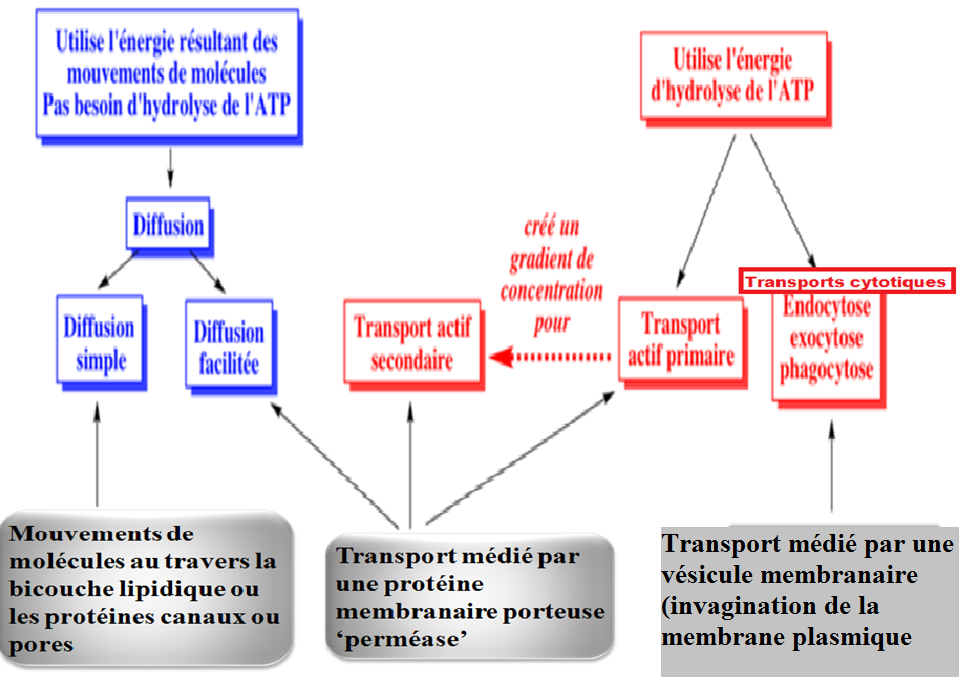 Utilise l'énergie résultant des
mouvements de molécules
Pas besoin d'hydrolyse de l'ATP
Utilise l'énergie
d'hydrolyse de l'ATP
Diffusion
créé un
gradient de
concentration
pour
Diffusion
simple
Diffusion
facilitée
Transport actif
secondaire
Transport
actif primaire
Transports cytotiques
Endocytose
exocytose
phagocytose
Mouvements de
molécules au travers la
bicouche lipidique ou
les protéines canaux ou
pores
Transport médié par
une protéine
membranaire porteuse
‘perméase’
Transport médié par une
vésicule membranaire
(invagination de la
membrane plasmique